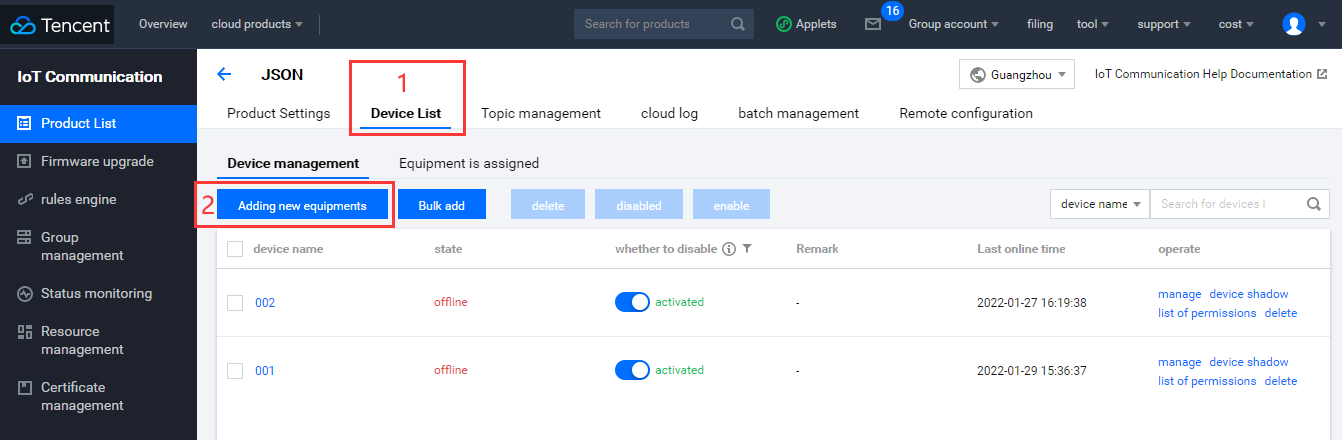 Tencent Overview cloud products Search for products Applets 16 Group account filing tool support cost
IoT Communication
Product List
Firmware upgrade
rules engine
Group
management
Status monitoring
Resource
management
Certificate
management
JSON Guangzhou IoT Communication Help Documentation
1
Product Settings Device List Topic management cloud log batch management Remote configuration
Device management Equipment is assigned
2 Adding new equipments Bulk add delete disabled enable device name Search for devices l
device name state whether to disable Remark Last online time operate
002 offline activated - 2022-01-27 16:19:38 manage device shadow
list of permissions delete
001 offline activated - 2022-01-29 15:36:37 manage device shadow
list of permissions delete